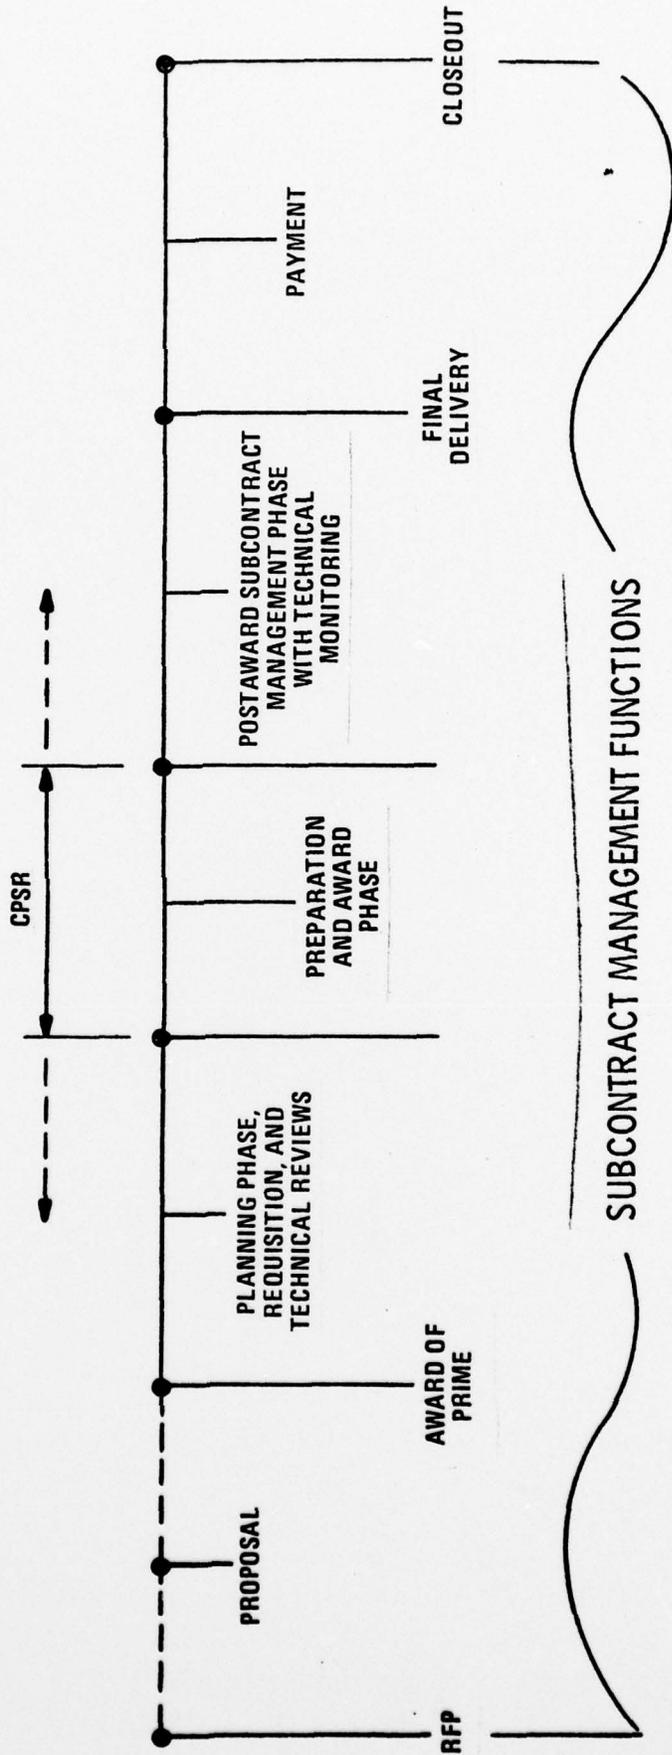 CPSR
RFP
PROPOSAL
AWARD OF
PRIME
PLANNING PHASE,
REQUISITION, AND
TECHNICAL REVIEWS
PREPARATION
AND AWARD
PHASE
POSTAWARD SUBCONTRACT
MANAGEMENT PHASE
WITH TECHNICAL
MONITORING
FINAL
DELIVERY
PAYMENT
CLOSEOUT
SUBCONTRACT MANAGEMENT FUNCTIONS